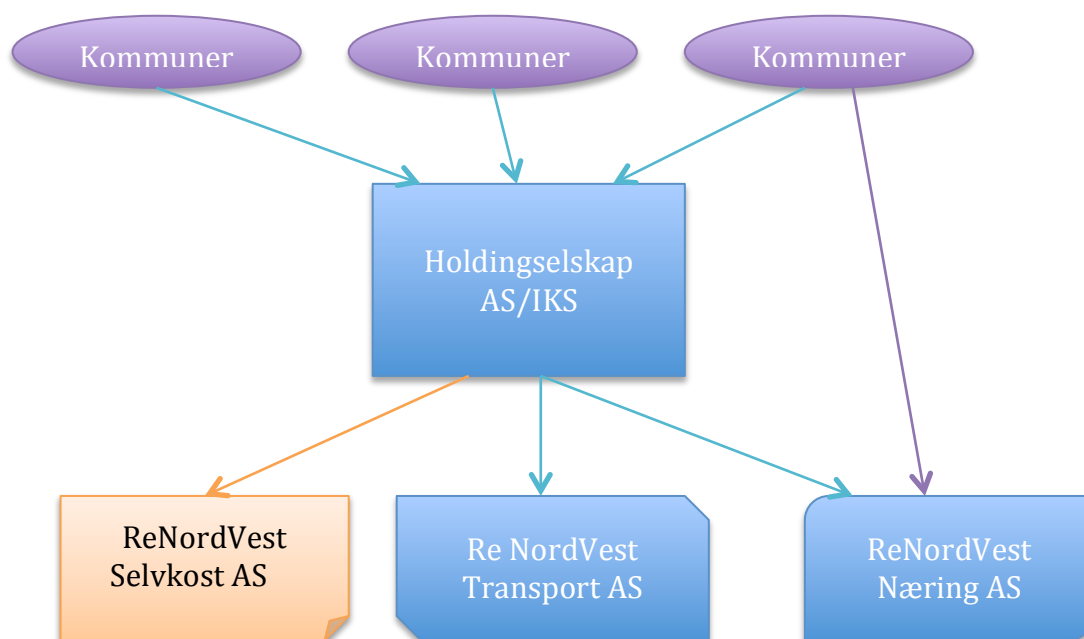 Kommuner
Kommuner
Kommuner
Holdingselskap
AS/IKS
ReNordVest
Selvkost AS
Re NordVest
Transport AS
ReNordVest
Næring AS